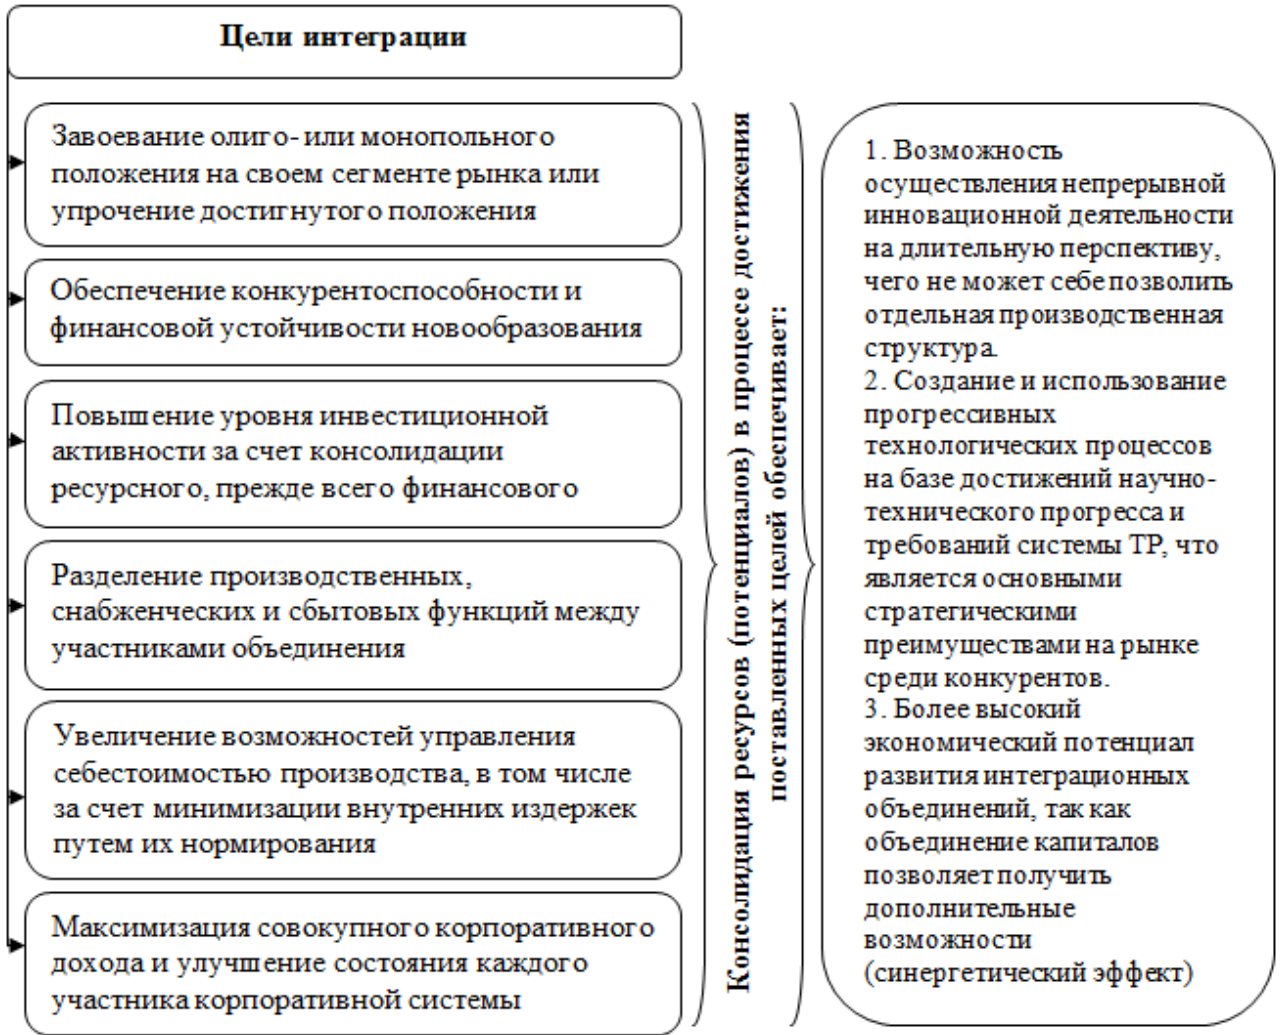 Цели интеграции
Завоевание олиго- или монопольного
положения на своем сегменте рынка или
упрочение достигнутого положения
Обеспечение конкурентоспособности и
финансовой устойчивости новообразования
Повышение уровня инвестиционной
активности за счет консолидации
ресурсного, прежде всего финансового
Разделение производственных,
снабженческих и сбытовых функций между
участниками объединения
Увеличение возможностей управления
себестоимостью производства, в том числе
за счет минимизации внутренних издержек
путем их нормирования
Максимизация совокупного корпоративного
дохода и улучшение состояния каждого
участника корпоративной системы
Консолидация ресурсов (потенциалов) в процессе достижения
поставленных целей обеспечивает:
1. Возможность
осуществления непрерывной
инновационной деятельности
на длительную перспективу,
чего не может себе позволить
отдельная производственная
структура.
2. Создание и использование
прогрессивных
технологических процессов
на базе достижений научно-
технического прогресса и
требований системы ТР, что
является основными
стратегическими
преимуществами на рынке
среди конкурентов.
3. Более высокий
экономический потенциал
развития интеграционных
объединений, так как
объединение капиталов
позволяет получить
дополнительные
возможности
(синергетический эффект)